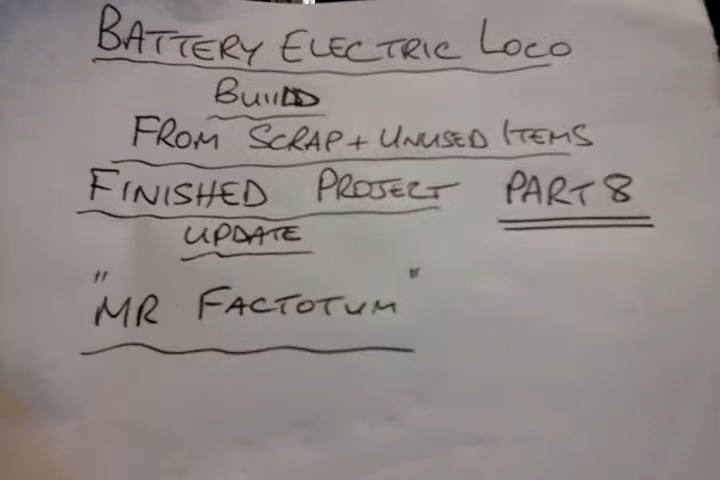 BATTERY ELECTRIC LOCO
BUILD
FROM SCRAP + UNUSED ITEMS
FINISHED PROJECT PART 8
UPDATE
"MR FACTOTUM"